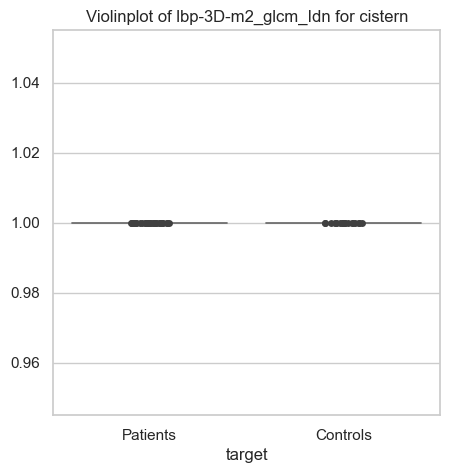 Violinplot of lbp-3D-m2_glcm_Idn for cistern
1.04
1.02
1.00
0.98
0.96
Patients
Controls
target